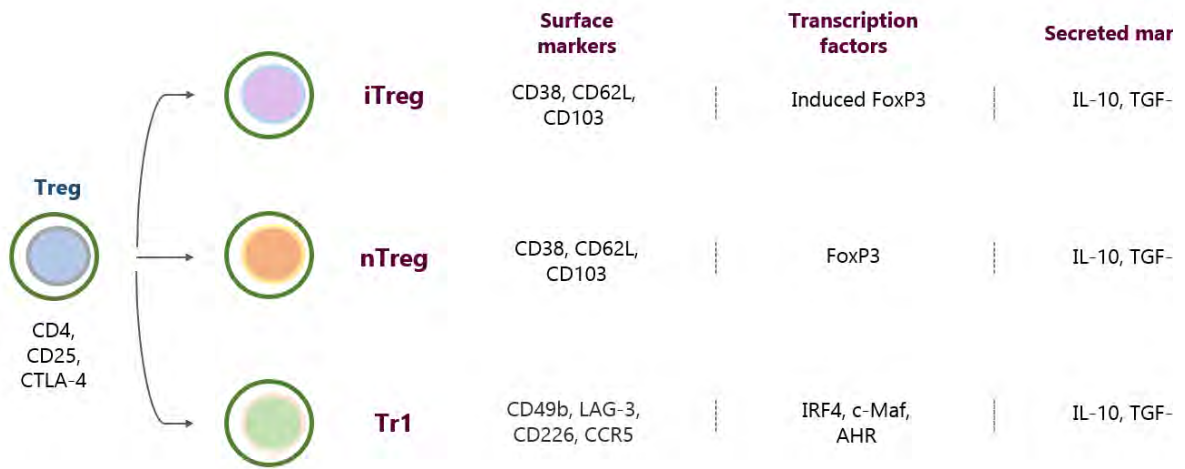 Surface
markers
Transcription
factors
Secreted mar
iTreg
CD38, CD62L,
CD103
Induced FoxP3
IL-10, TGF-
Treg
nTreg
CD38, CD62L,
CD103
FoxP3
IL-10, TGF-
CD4,
CD25,
CTLA-4
Tr1
CD49b, LAG-3,
CD226, CCR5
IRF4, c-Maf,
AHR
IL-10, TGF-